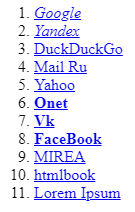 1. Google
2. Yandex
3. DuckDuckGo
4. Mail Ru
5. Yahoo
6. Onet
7. Vk
8. FaceBook
9. MIREA
10. htmlbook
11. Lorem Ipsum